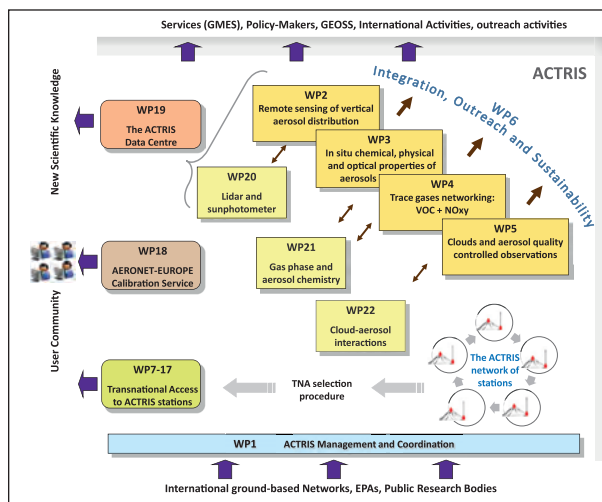 Services (GMES), Policy-Makers, GEOSS, International Activities, outreach activities
ACTRIS
New Scientific Knowledge
User Community
WP19
The ACTRIS
Data Centre
WP2
Remote sensing of vertical
aerosol distribution
WP6
Integration, Outreach and Sustainability
WP3
In situ chemical, physical
and optical properties of
aerosols
WP20
Lidar and
sunphotometer
WP4
Trace gases networking:
VOC + NOxy
WP5
Clouds and aerosol quality
controlled observations
WP18
AERONET-EUROPE
Calibration Service
WP21
Gas phase and
aerosol chemistry
WP22
Cloud-aerosol
interactions
WP7-17
Transnational Access
to ACTRIS stations
TNA selection
procedure
The ACTRIS
network of
stations
WP1 ACTRIS Management and Coordination
International ground-based Networks, EPAs, Public Research Bodies